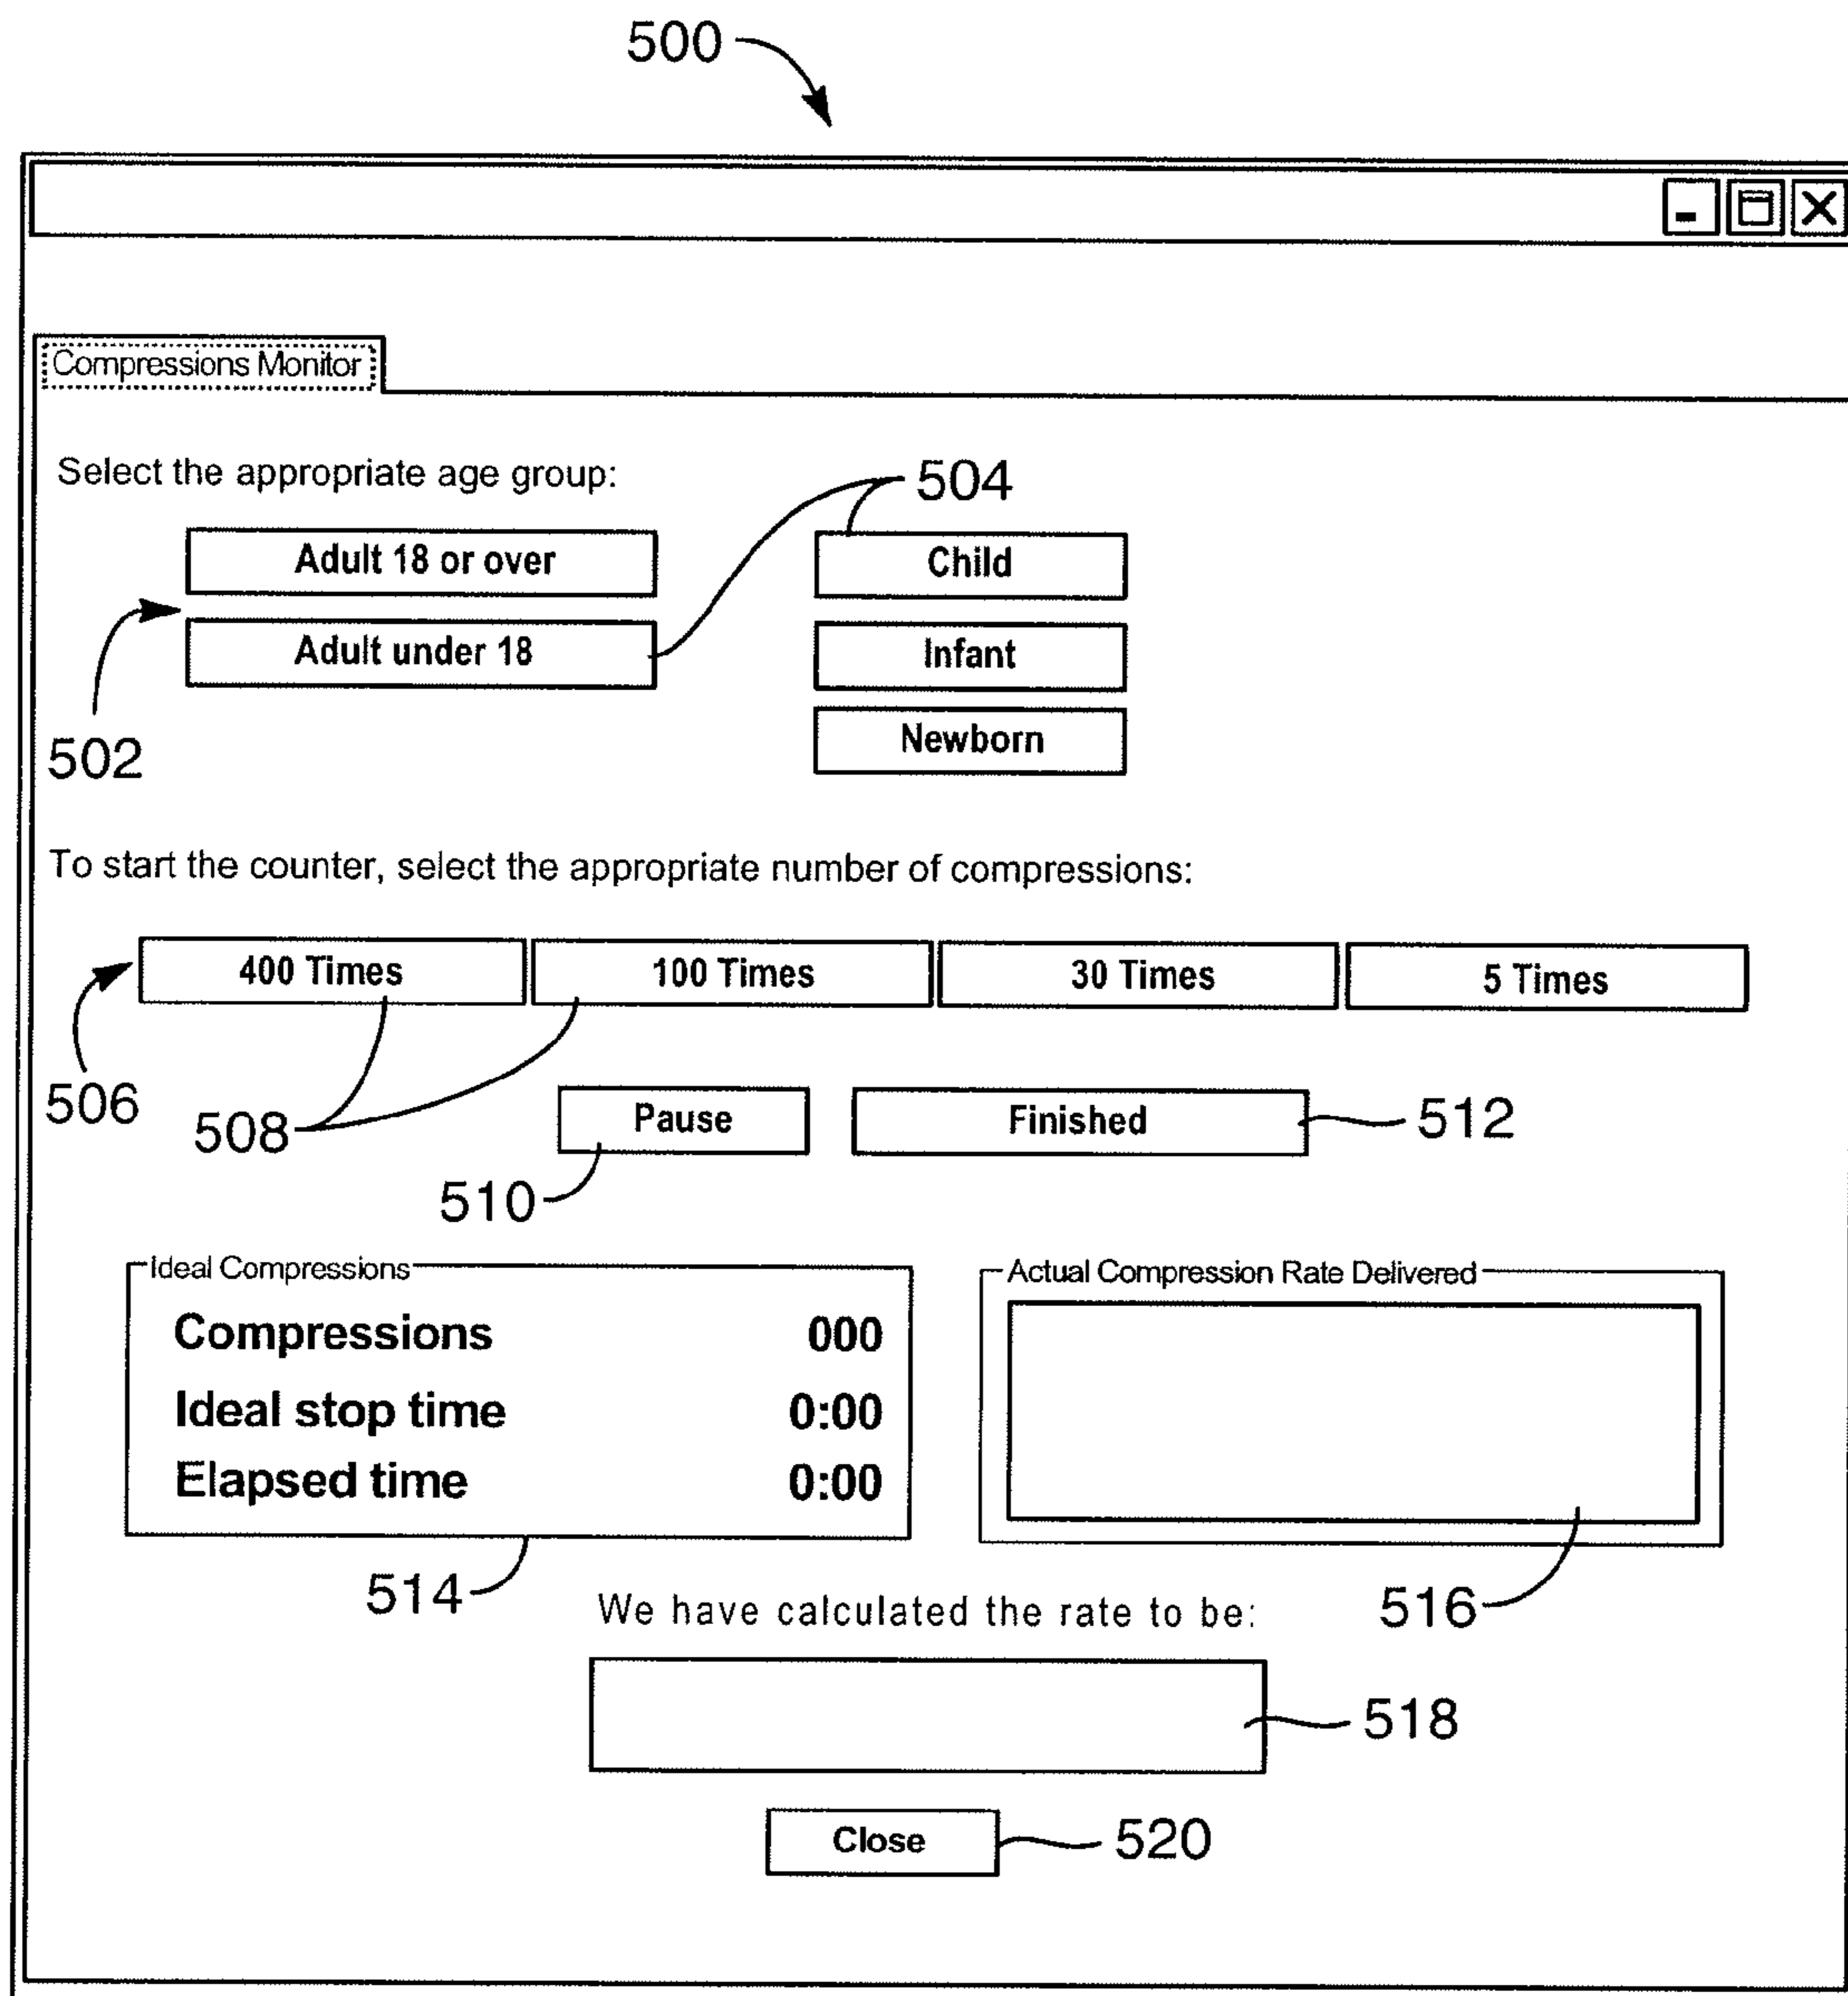 500
Compressions Monitor
Select the appropriate age group:
504
Adult 18 or over
Child
502
Adult under 18
Infant
Newborn
To start the counter, select the appropriate number of compressions:
400 Times
100 Times
30 Times
5 Times
506
508
Pause
Finished
512
510
Ideal Compressions
Compressions 000
Ideal stop time 0:00
Elapsed time 0:00
514
Actual Compression Rate Delivered
516
We have calculated the rate to be:
518
Close
520